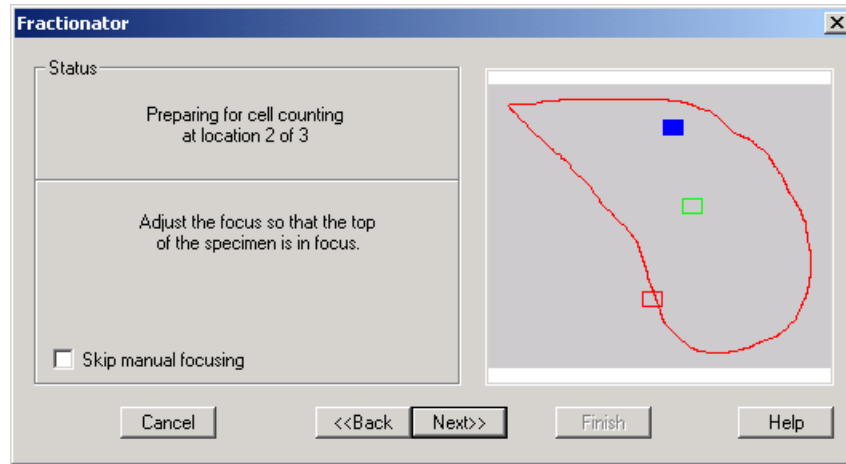 Fractionator
Status
Preparing for cell counting
at location 2 of 3
Adjust the focus so that the top
of the specimen is in focus.
Skip manual focusing
Cancel
<<Back
Next>>
Finish
Help